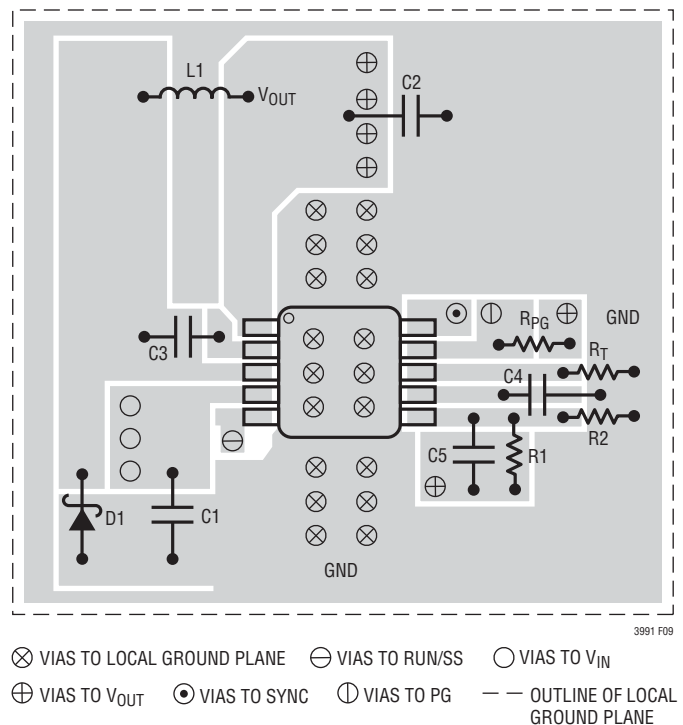 L1
VOUT
C2
C3
RPG
GND
RT
C4
R2
C5
R1
D1
C1
GND
3991 F09
VIAS TO LOCAL GROUND PLANE
VIAS TO RUN/SS
VIAS TO VIN
VIAS TO VOUT
VIAS TO SYNC
VIAS TO PG
OUTLINE OF LOCAL
GROUND PLANE